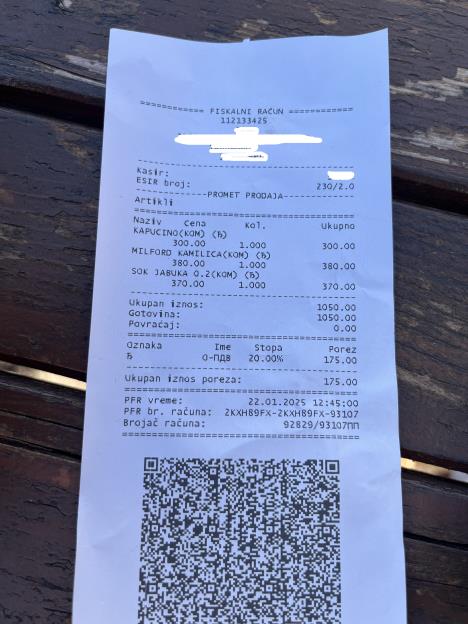 ============ FISKALNI RAČUN ============
112133425
Kasir:
ESIR broj: 230/2.0
-------------PROMET PRODAJA-------------
Artikli
========================================
Naziv Cena Kol. Ukupno
KAPUCINO(KOM) (Ђ)
300.00 1.000 300.00
MILFORD KAMILICA(KOM) (Ђ)
380.00 1.000 380.00
SOK JABUKA 0.2(KOM) (Ђ)
370.00 1.000 370.00
----------------------------------------
Ukupan iznos: 1050.00
Gotovina: 1050.00
Povraćaj: 0.00
========================================
Oznaka Ime Stopa Porez
Ђ О-ПДВ 20.00% 175.00
----------------------------------------
Ukupan iznos poreza: 175.00
========================================
PFR vreme: 22.01.2025 12:45:00
PFR br. računa: 2KXH89FX-2KXH89FX-93107
Brojač računa: 92829/93107ПП
========================================